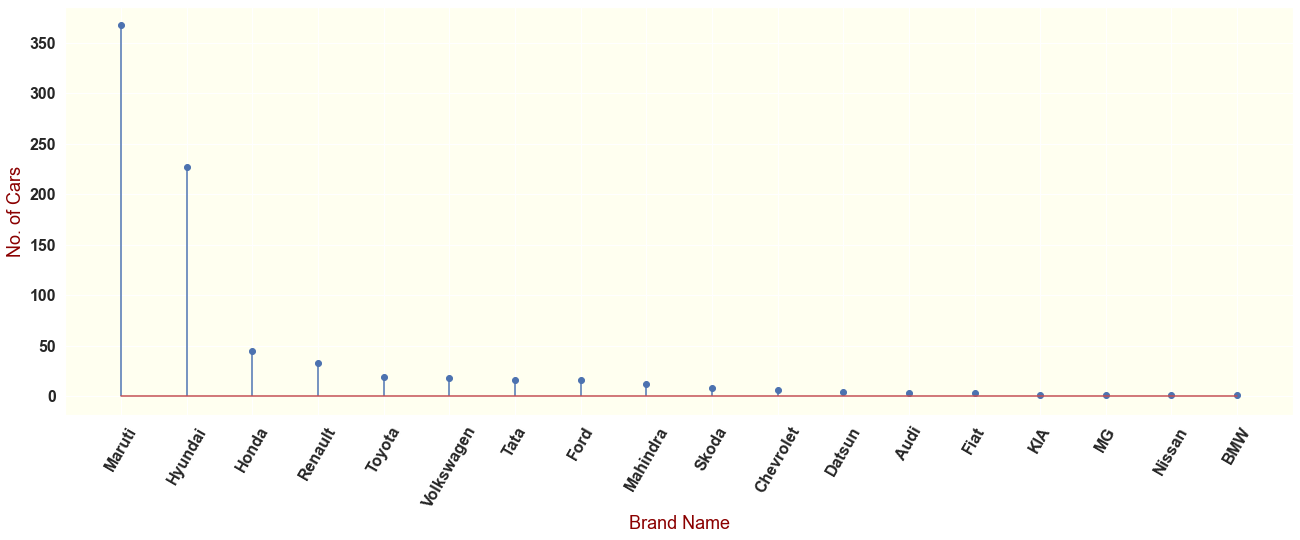 No. of Cars
350
300
250
200
150
100
50
0
Maruti
Hyundai
Honda
Renault
Toyota
Volkswagen
Tata
Ford
Mahindra
Skoda
Chevrolet
Datsun
Audi
Fiat
KIA
MG
Nissan
BMW
Brand Name